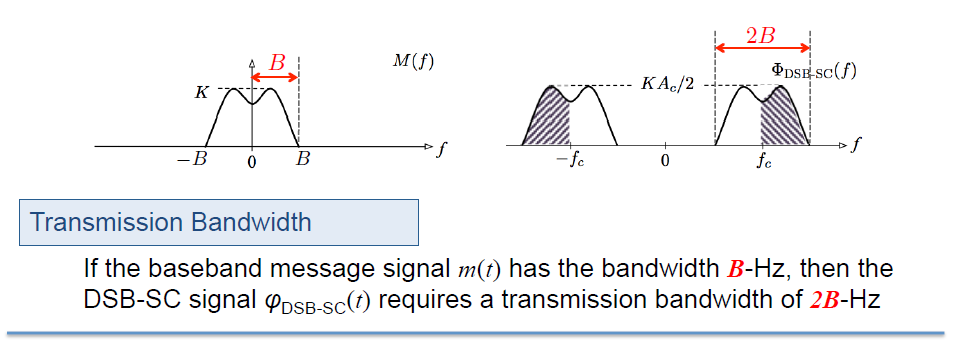 B
M(f)
K
−B
0
B
f
2B
Φ_DSB-SC(f)
KA_c/2
−f_c
0
f_c
f
Transmission Bandwidth
If the baseband message signal m(t) has the bandwidth B-Hz, then the
DSB-SC signal φ_DSB-SC(t) requires a transmission bandwidth of 2B-Hz